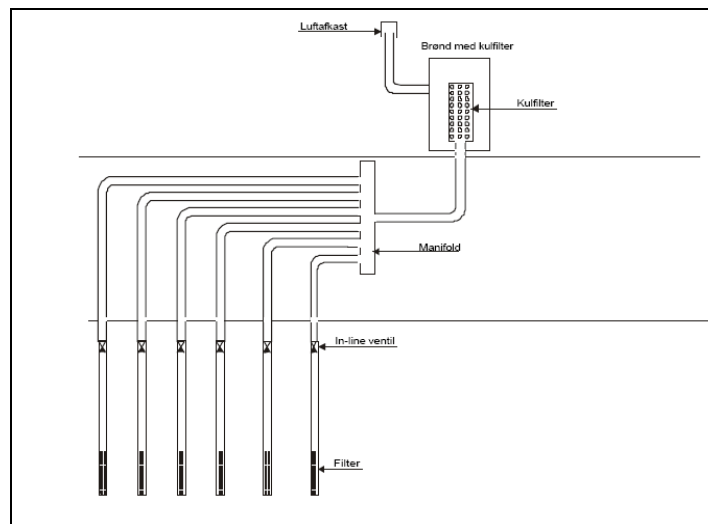 Luftafkast
Brønd med kulfilter
Kulfilter
Manifold
In-line ventil
Filter